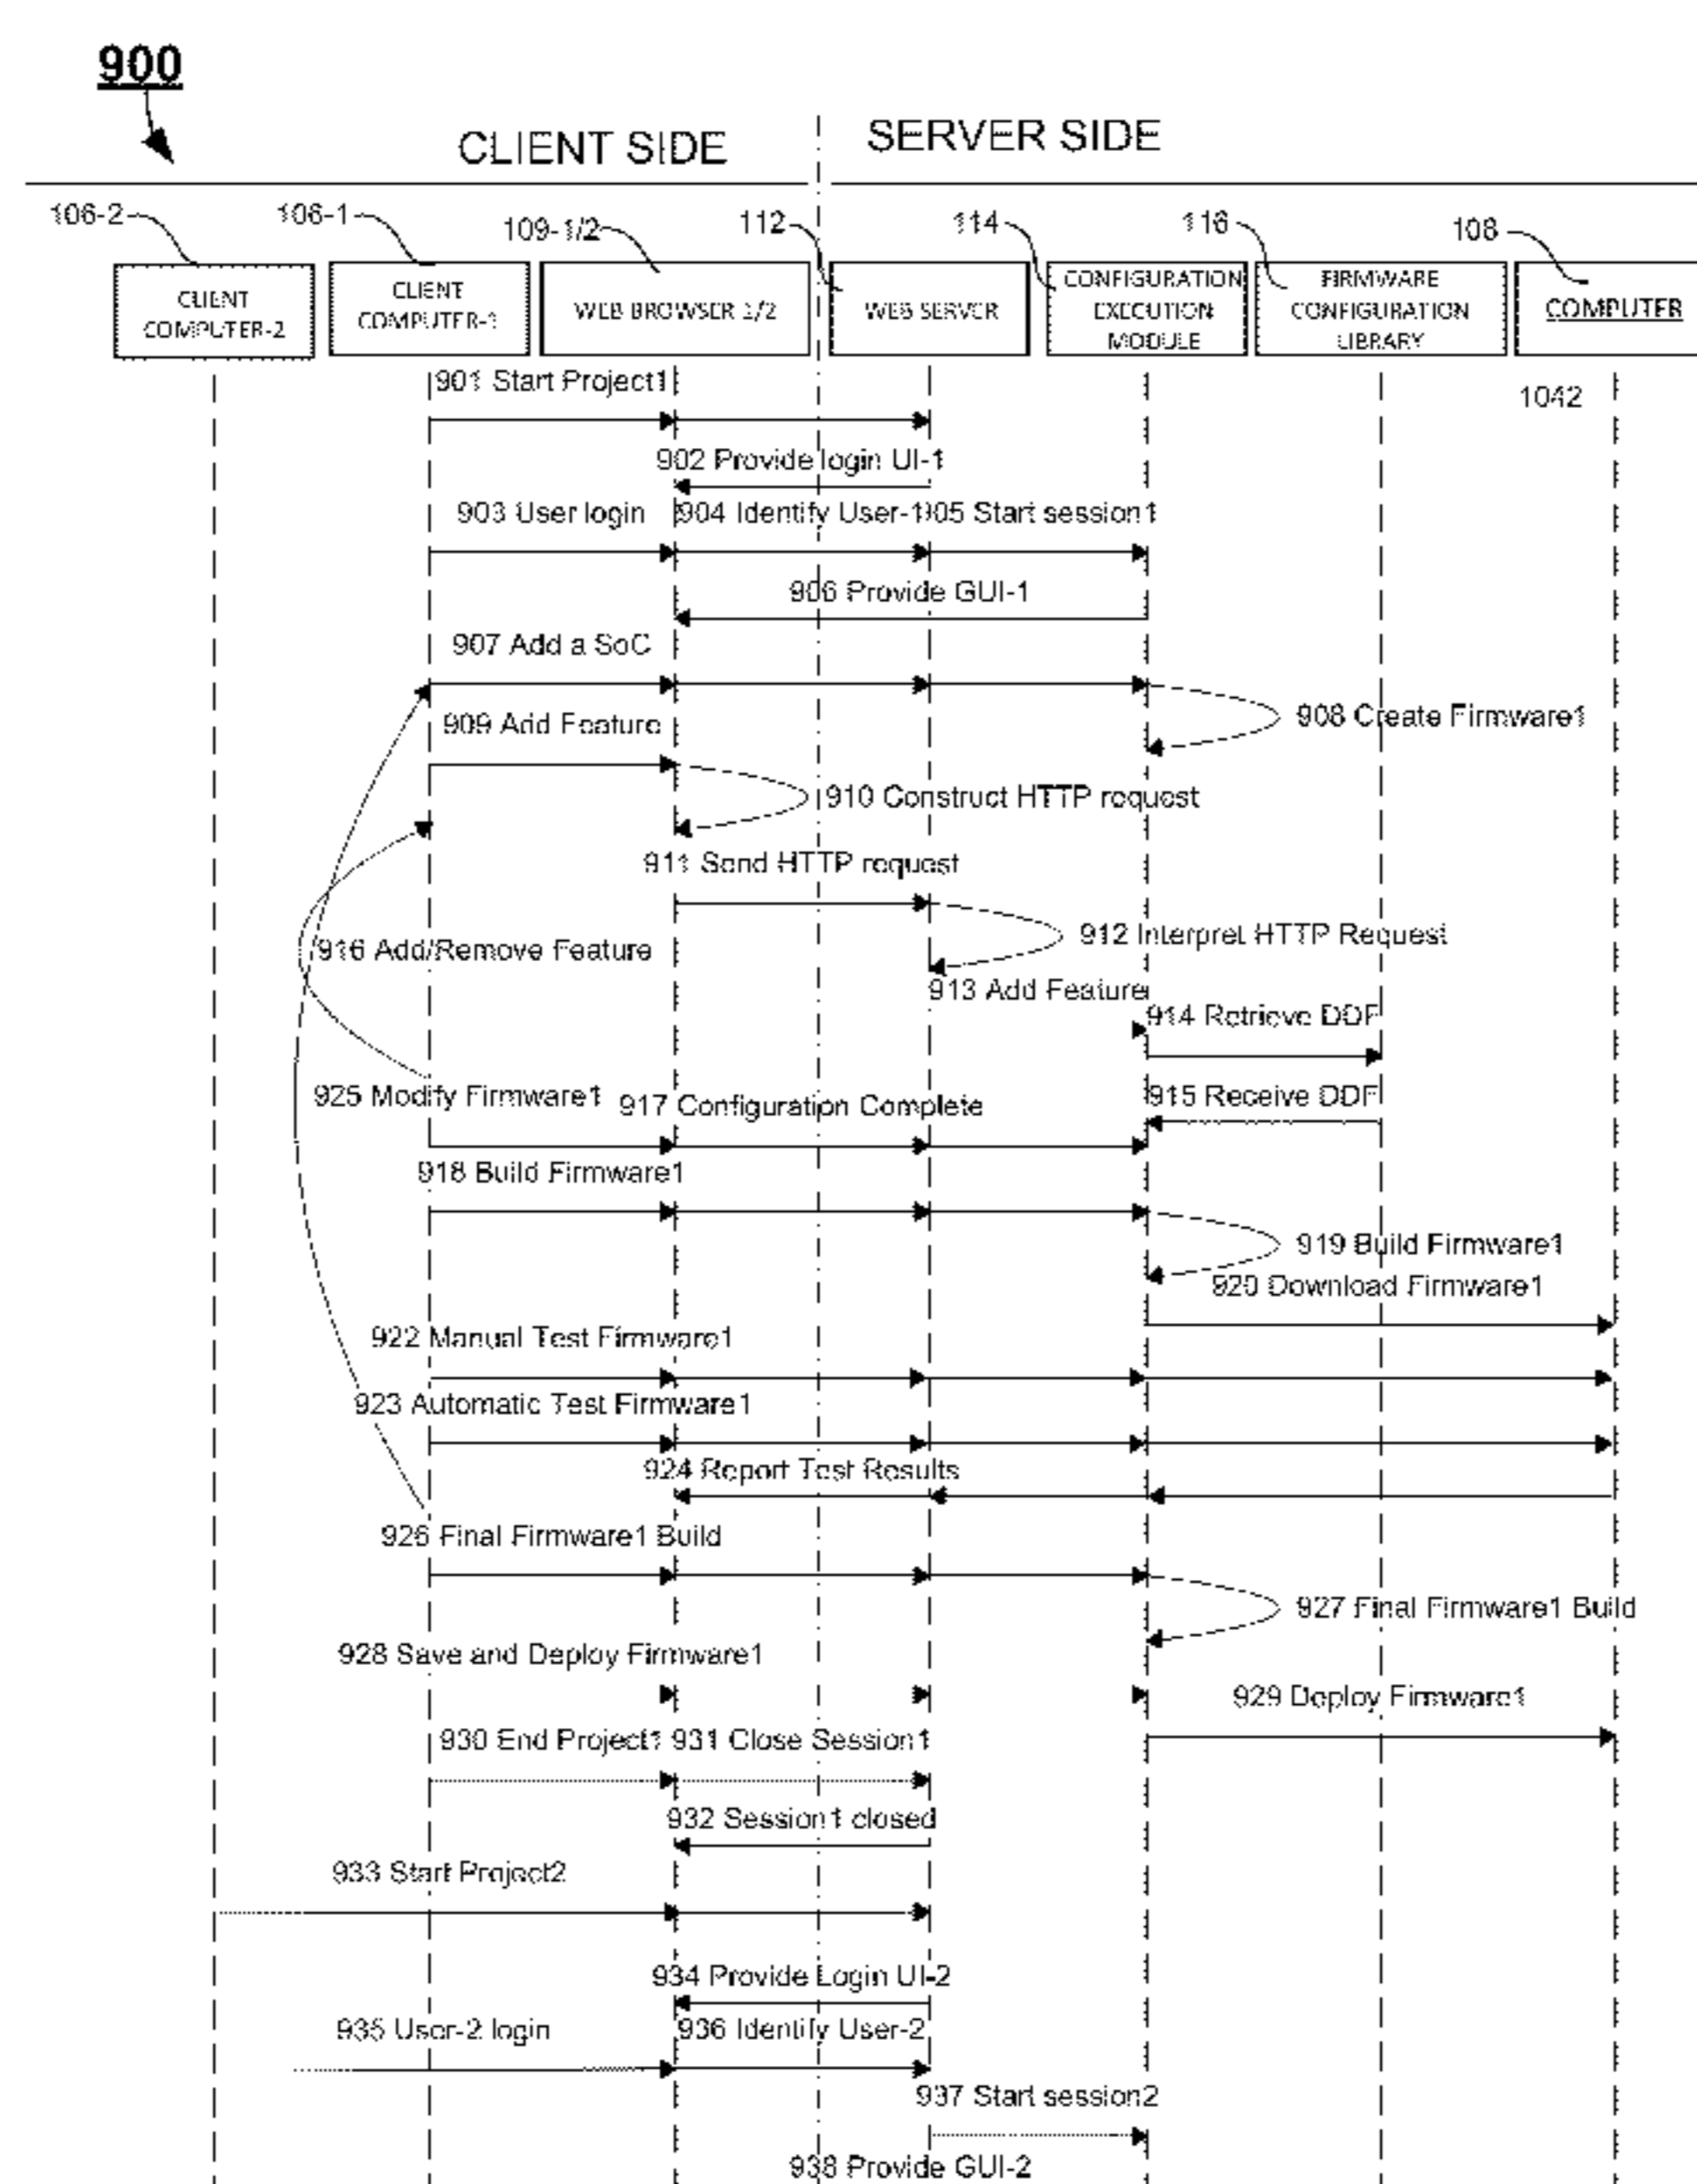 900
CLIENT SIDE
SERVER SIDE
106-2
106-1
109-1/2
112
114
116
108
CLIENT
COMPUTER-2
CLIENT
COMPUTER-1
WEB BROWSER 1/2
WEB SERVER
CONFIGURATION
EXECUTION
MODULE
FIRMWARE
CONFIGURATION
LIBRARY
COMPUTER
901 Start Project1
1042
902 Provide login UI-1
903 User login
904 Identify User-1
905 Start session1
906 Provide GUI-1
907 Add a SoC
908 Create Firmware1
909 Add Feature
910 Construct HTTP request
911 Send HTTP request
912 Interpret HTTP Request
916 Add/Remove Feature
913 Add Feature
914 Retrieve DDF
925 Modify Firmware1
917 Configuration Complete
915 Receive DDF
918 Build Firmware1
919 Build Firmware1
920 Download Firmware1
922 Manual Test Firmware1
923 Automatic Test Firmware1
924 Report Test Results
926 Final Firmware1 Build
927 Final Firmware1 Build
928 Save and Deploy Firmware1
929 Deploy Firmware1
930 End Project1
931 Close Session1
932 Session1 closed
933 Start Project2
934 Provide Login UI-2
935 User-2 login
936 Identify User-2
937 Start session2
938 Provide GUI-2